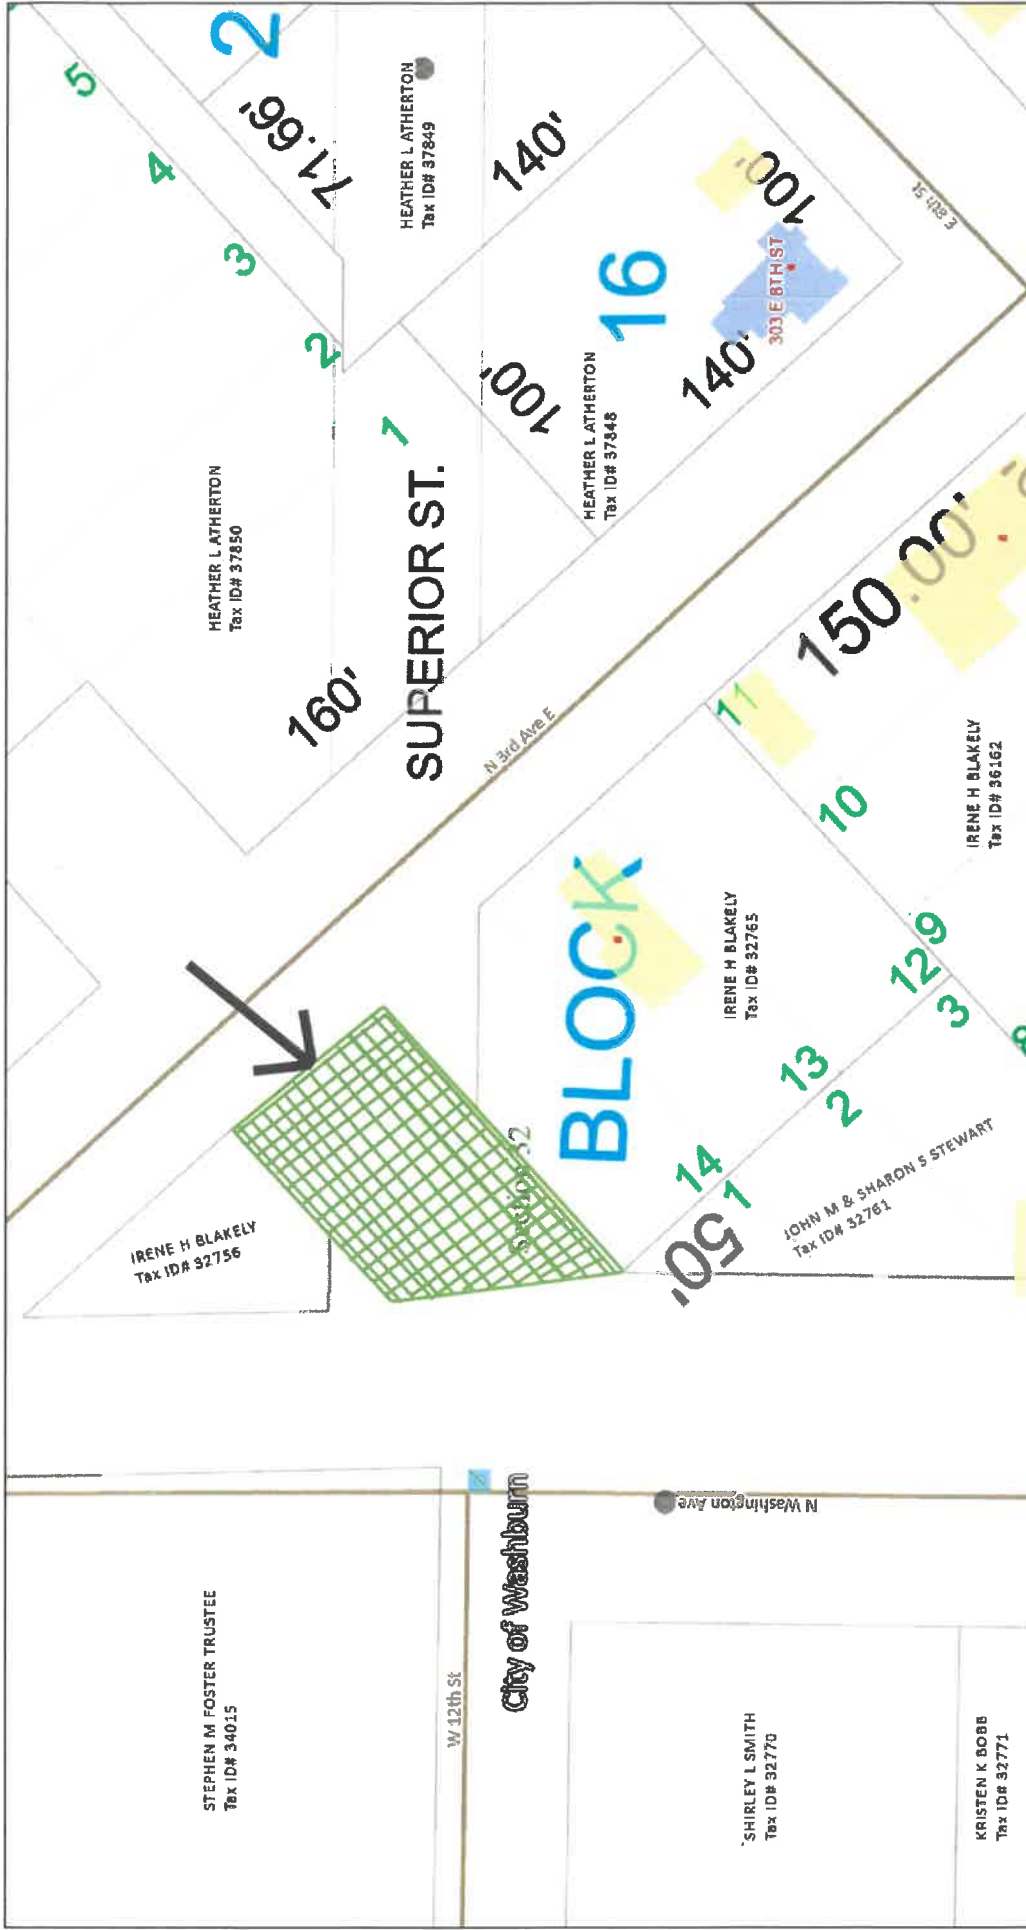 STEPHEN M FOSTER TRUSTEE
Tax ID# 34015
W 12th St
City of Washburn
N Washington Ave
SHIRLEY L SMITH
Tax ID# 32770
KRISTEN K BOBB
Tax ID# 32771
IRENE H BLAKELY
Tax ID# 32756
Section 32
BLOCK
16
50'
14
1
13
2
12
3
9
10
11
8
JOHN M & SHARON S STEWART
Tax ID# 32761
IRENE H BLAKELY
Tax ID# 32765
IRENE H BLAKELY
Tax ID# 36162
150.00'
N 3rd Ave E
SUPERIOR ST.
160'
HEATHER L ATHERTON
Tax ID# 37850
1
2
3
4
5
2
71.66'
HEATHER L ATHERTON
Tax ID# 37849
140'
100'
HEATHER L ATHERTON
Tax ID# 37848
140'
100'
303 E 8TH ST
E 8th St